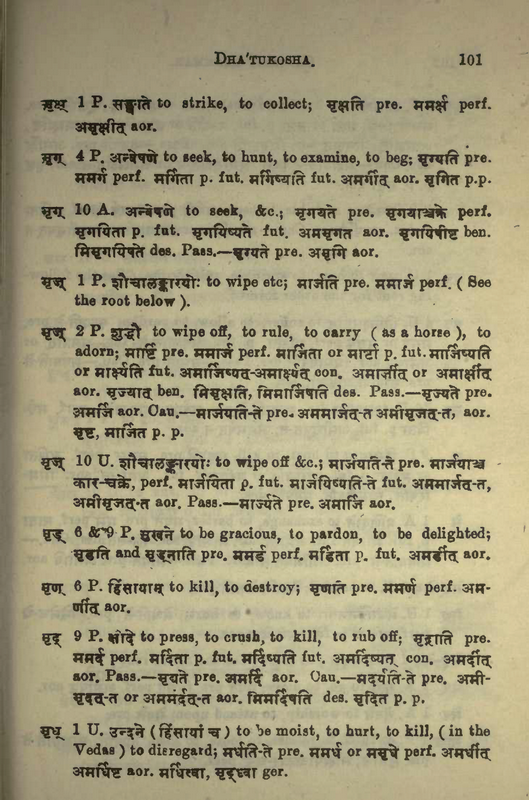 DHA'TUKOSHA. 101
मृक्ष् 1 P. सङ्घाते to strike, to collect; मृक्षति pre. ममर्क्ष perf.
अमृक्षीत् aor.
मृग् 4 P. अन्वेषणे to seek, to hunt, to examine, to beg; मृग्यति pre.
ममर्ग perf. मर्गिता p. fut. मर्गिष्यति fut. अमर्गीत् aor. मृगित p.p.
मृग् 10 A. अन्वेषणे to seek, &c.; मृगयते pre. मृगयाञ्चक्रे perf.
मृगयिता p. fut. मृगयिष्यते fut. अममृगत aor. मृगयिषीष्ट ben.
मिमृगयिषते des. Pass.—मृग्यते pre. अमृगि aor.
मृज् 1 P. शौचालङ्कारयोः to wipe etc; मार्जति pre. ममार्ज perf. ( See
the root below ).
मृज् 2 P. शुद्धौ to wipe off, to rule, to carry ( as a horse ), to
adorn; मार्ष्टि pre. ममार्ज perf. मार्जिता or मार्ष्टा p. fut. मार्जिष्यति
or मार्क्ष्यति fut. अमार्जिष्यत्-अमार्क्ष्यत् con. अमार्जीत् or अमार्क्षीत्
aor. मृज्यात् ben. मिमृक्षति, मिमार्जिषति des. Pass.—मृज्यते pre.
अमार्जि aor. Cau.—मार्जयति-ते pre. अममार्जत्-त अमीमृजत्-त, aor.
मृष्ट, मार्जित p. p.
मृज् 10 U. शौचालङ्कारयोः to wipe off &c.; मार्जयति-ते pre. मार्जयाञ्च
कार-चक्रे, perf. मार्जयिता p. fut. मार्जयिष्यति-ते fut. अममार्जत्-त,
अमीमृजत्-त aor. Pass.—मार्ज्यते pre. अमार्जि aor.
मृड् 6 & 9 P. सुखने to be gracious, to pardon, to be delighted;
मृडति and मृड्नाति pre. ममर्ड perf. मर्डिता p. fut. अमर्डीत् aor.
मृण् 6 P. हिंसायाम् to kill, to destroy; मृणति pre. ममर्ण perf. अम-
र्णीत् aor.
मृद् 9 P. क्षोदे to press, to crush, to kill, to rub off; मृद्नाति pre.
ममर्द perf. मर्दिता p. fut. मर्दिष्यति fut. अमर्दिष्यत् con. अमर्दीत्
aor. Pass.—मृद्यते pre. अमर्दि aor. Cau.—मर्दयति-ते pre. अमी-
मृदत्-त or अममर्दत्-त aor. मिमर्दिषति des. मृदित p. p.
मृध् 1 U. उन्दने (हिंसायां च) to be moist, to hurt, to kill, ( in the
Vedas ) to disregard; मर्धति-ते pre. ममर्ध or ममृधे perf. अमर्धीत्
अमर्धिष्ट aor. मर्धित्वा, मृद्ध्वा ger.